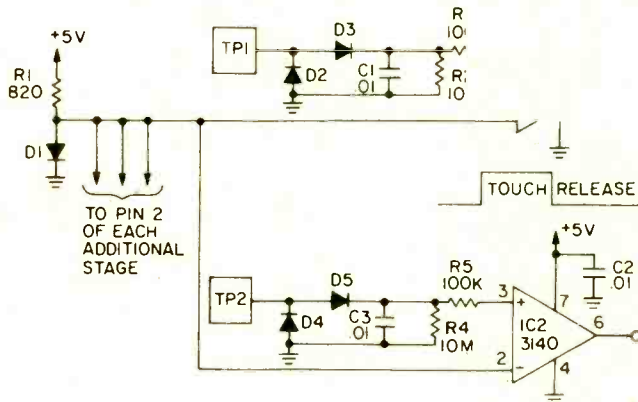 +5V
R1
820
D1
TO PIN 2
OF EACH
ADDITIONAL
STAGE
TP1
D3
D2
C1
.01
TOUCH RELEASE
+5V
C2
.01
TP2
D5
D4
C3
.01
R4
10M
R5
100K
3
+
2
−
IC2
3140
7
6
4